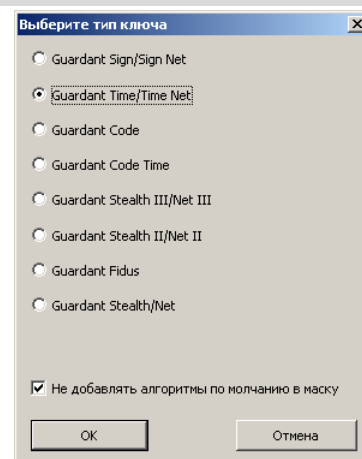 Выберите тип ключа
Guardant Sign/Sign Net
Guardant Time/Time Net
Guardant Code
Guardant Code Time
Guardant Stealth III/Net III
Guardant Stealth II/Net II
Guardant Fidus
Guardant Stealth/Net
Не добавлять алгоритмы по молчанию в маску
OK
Отмена